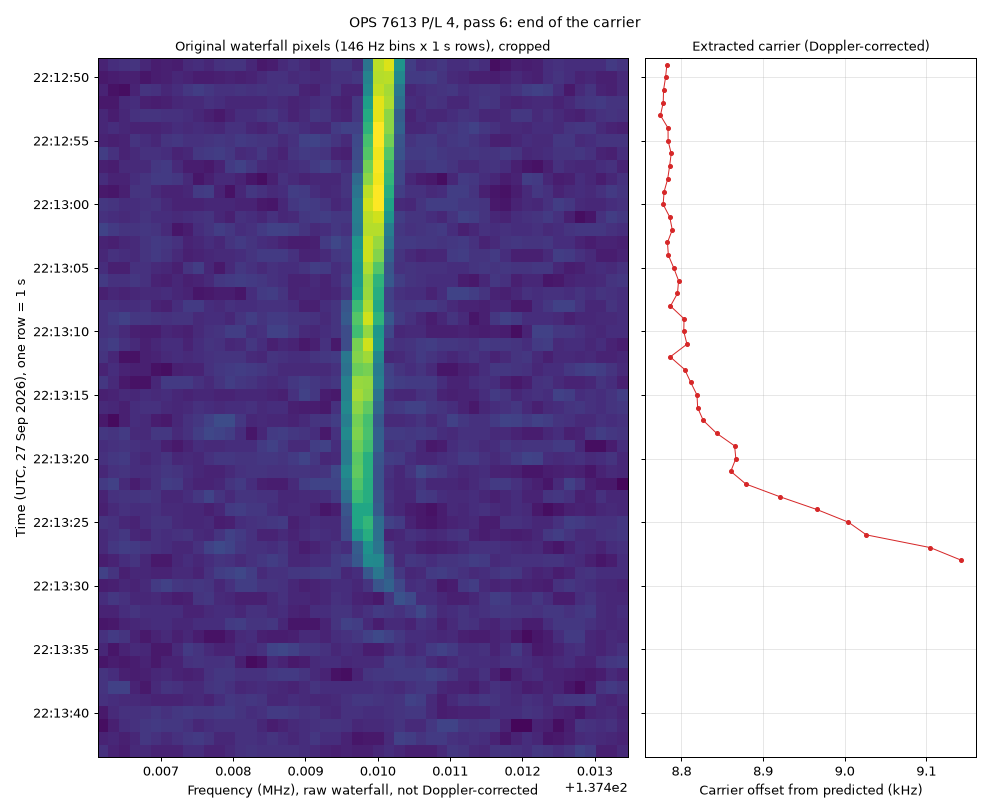 OPS 7613 P/L 4, pass 6: end of the carrier
Original waterfall pixels (146 Hz bins x 1 s rows), cropped
Extracted carrier (Doppler-corrected)
Time (UTC, 27 Sep 2026), one row = 1 s
22:12:50
22:12:55
22:13:00
22:13:05
22:13:10
22:13:15
22:13:20
22:13:25
22:13:30
22:13:35
22:13:40
0.007 0.008 0.009 0.010 0.011 0.012 0.013
+1.374e2
Frequency (MHz), raw waterfall, not Doppler-corrected
8.8 8.9 9.0 9.1
Carrier offset from predicted (kHz)